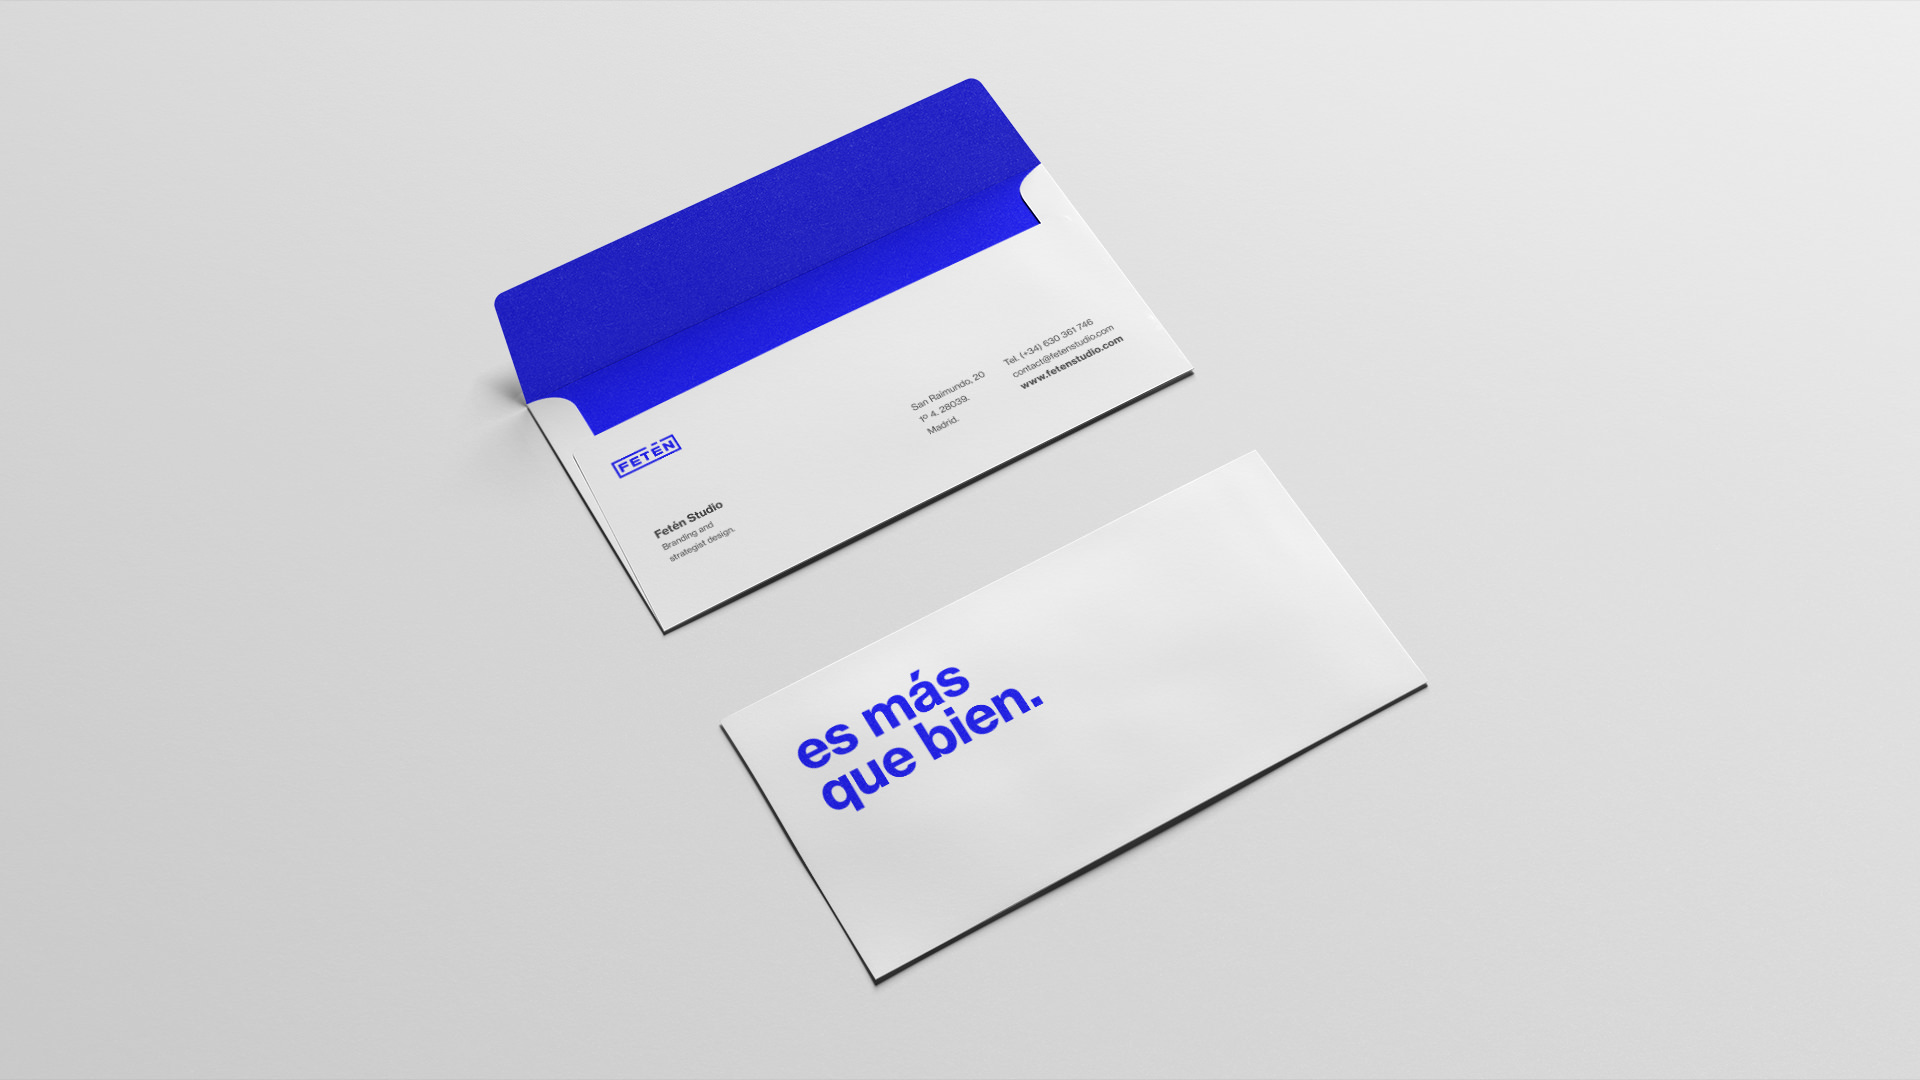 FETÉN
Fetén Studio
Branding and
strategist design.
San Raimundo, 20
1º 4. 28039.
Madrid.
Tel. (+34) 630 361 746
contact@fetenstudio.com
www.fetenstudio.com
es más
que bien.